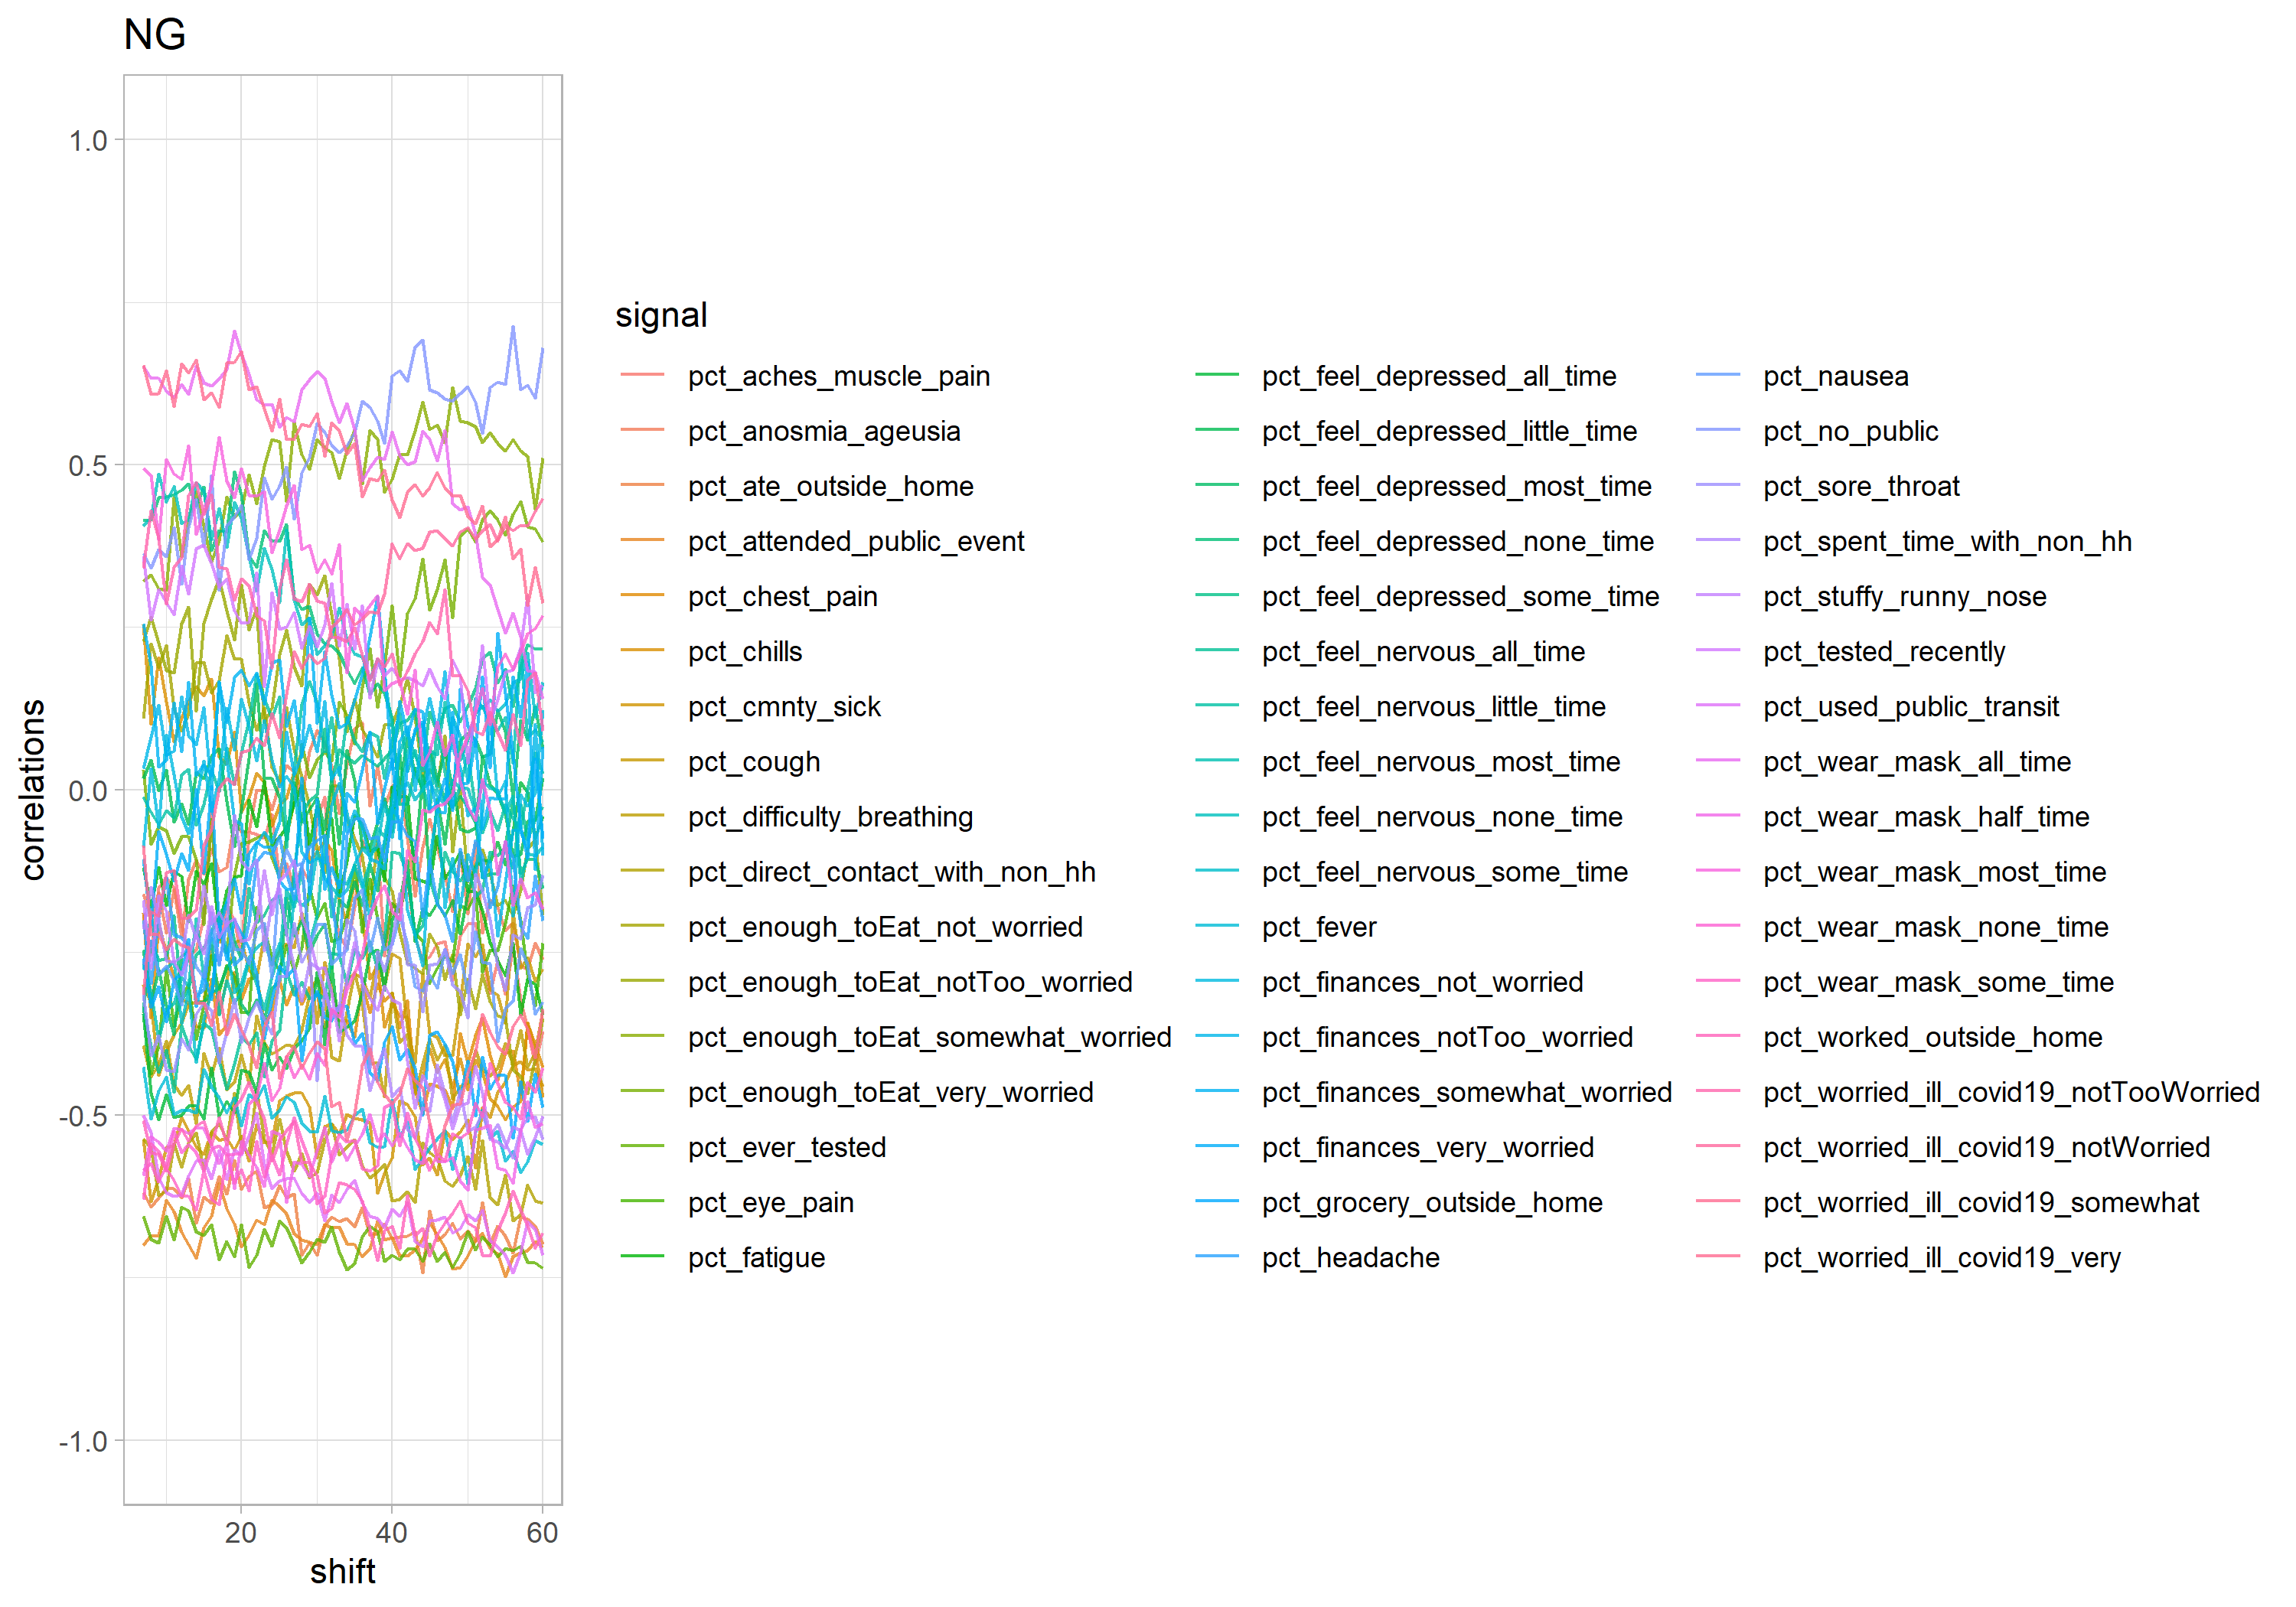 NG
1.0
0.5
0.0
-0.5
-1.0
correlations
20 40 60
shift
signal
pct_aches_muscle_pain
pct_anosmia_ageusia
pct_ate_outside_home
pct_attended_public_event
pct_chest_pain
pct_chills
pct_cmnty_sick
pct_cough
pct_difficulty_breathing
pct_direct_contact_with_non_hh
pct_enough_toEat_not_worried
pct_enough_toEat_notToo_worried
pct_enough_toEat_somewhat_worried
pct_enough_toEat_very_worried
pct_ever_tested
pct_eye_pain
pct_fatigue
pct_feel_depressed_all_time
pct_feel_depressed_little_time
pct_feel_depressed_most_time
pct_feel_depressed_none_time
pct_feel_depressed_some_time
pct_feel_nervous_all_time
pct_feel_nervous_little_time
pct_feel_nervous_most_time
pct_feel_nervous_none_time
pct_feel_nervous_some_time
pct_fever
pct_finances_not_worried
pct_finances_notToo_worried
pct_finances_somewhat_worried
pct_finances_very_worried
pct_grocery_outside_home
pct_headache
pct_nausea
pct_no_public
pct_sore_throat
pct_spent_time_with_non_hh
pct_stuffy_runny_nose
pct_tested_recently
pct_used_public_transit
pct_wear_mask_all_time
pct_wear_mask_half_time
pct_wear_mask_most_time
pct_wear_mask_none_time
pct_wear_mask_some_time
pct_worked_outside_home
pct_worried_ill_covid19_notTooWorried
pct_worried_ill_covid19_notWorried
pct_worried_ill_covid19_somewhat
pct_worried_ill_covid19_very